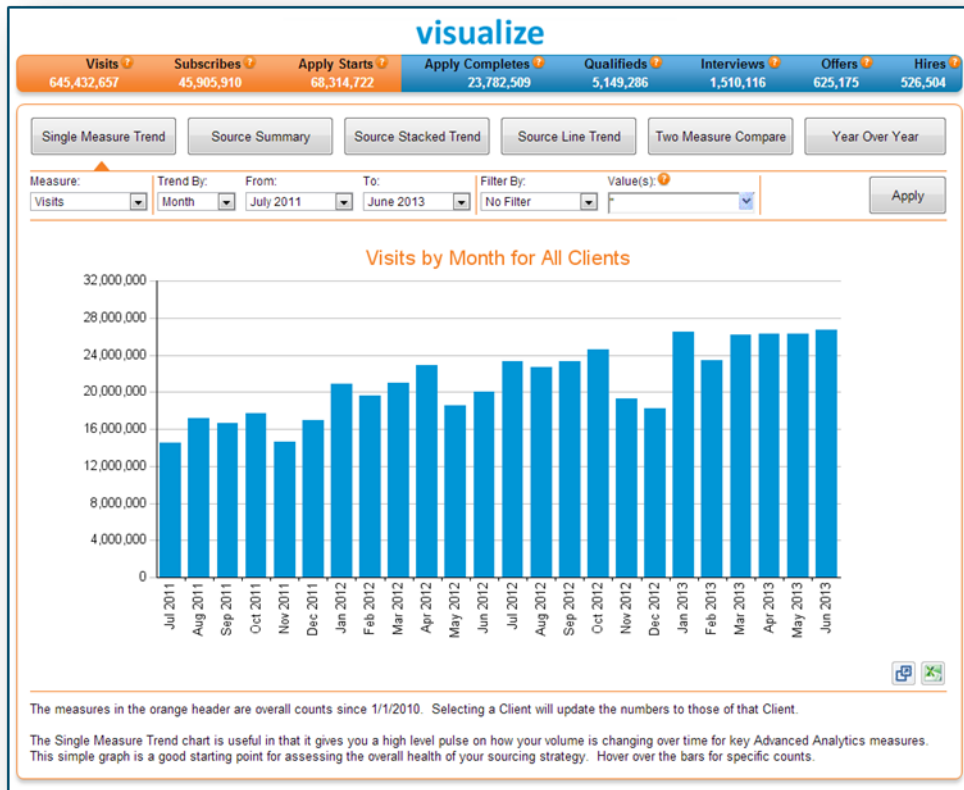 visualize
Visits Subscribes Apply Starts Apply Completes Qualifieds Interviews Offers Hires
645,432,657 45,905,910 68,314,722 23,782,509 5,149,286 1,510,116 625,175 526,504
Single Measure Trend Source Summary Source Stacked Trend Source Line Trend Two Measure Compare Year Over Year
Measure: Trend By: From: To: Filter By: Value(s):
Visits Month July 2011 June 2013 No Filter Apply
Visits by Month for All Clients
32,000,000
28,000,000
24,000,000
20,000,000
16,000,000
12,000,000
8,000,000
4,000,000
0
Jul 2011 Aug 2011 Sep 2011 Oct 2011 Nov 2011 Dec 2011 Jan 2012 Feb 2012 Mar 2012 Apr 2012 May 2012 Jun 2012 Jul 2012 Aug 2012 Sep 2012 Oct 2012 Nov 2012 Dec 2012 Jan 2013 Feb 2013 Mar 2013 Apr 2013 May 2013 Jun 2013
The measures in the orange header are overall counts since 1/1/2010. Selecting a Client will update the numbers to those of that Client.
The Single Measure Trend chart is useful in that it gives you a high level pulse on how your volume is changing over time for key Advanced Analytics measures.
This simple graph is a good starting point for assessing the overall health of your sourcing strategy. Hover over the bars for specific counts.